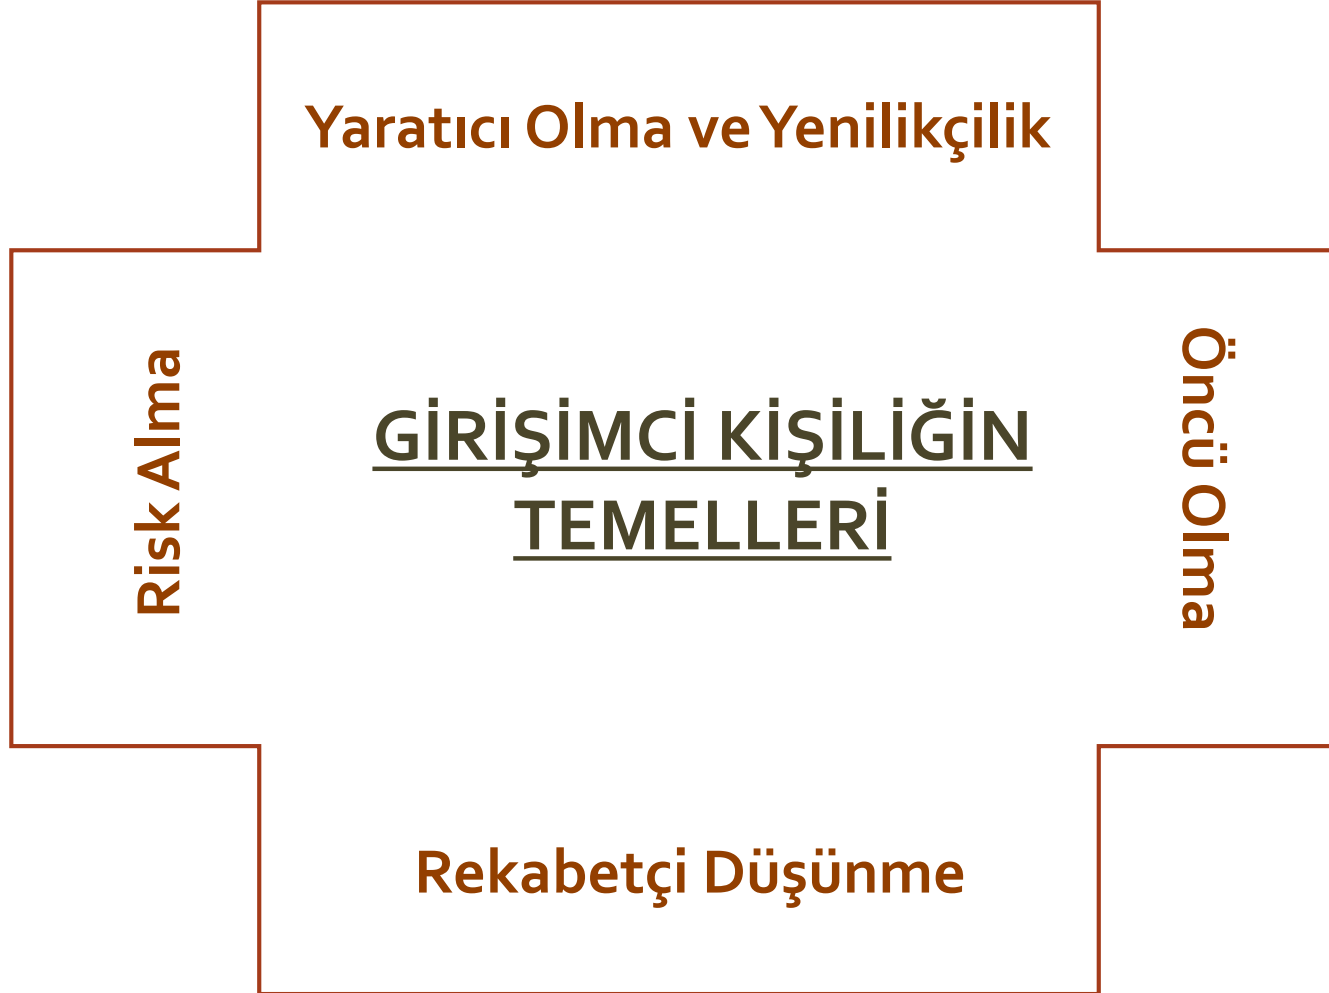 Yaratıcı Olma ve Yenilikçilik
Risk Alma
GİRİŞİMCİ KİŞİLİĞİN
TEMELLERİ
Öncü Olma
Rekabetçi Düşünme